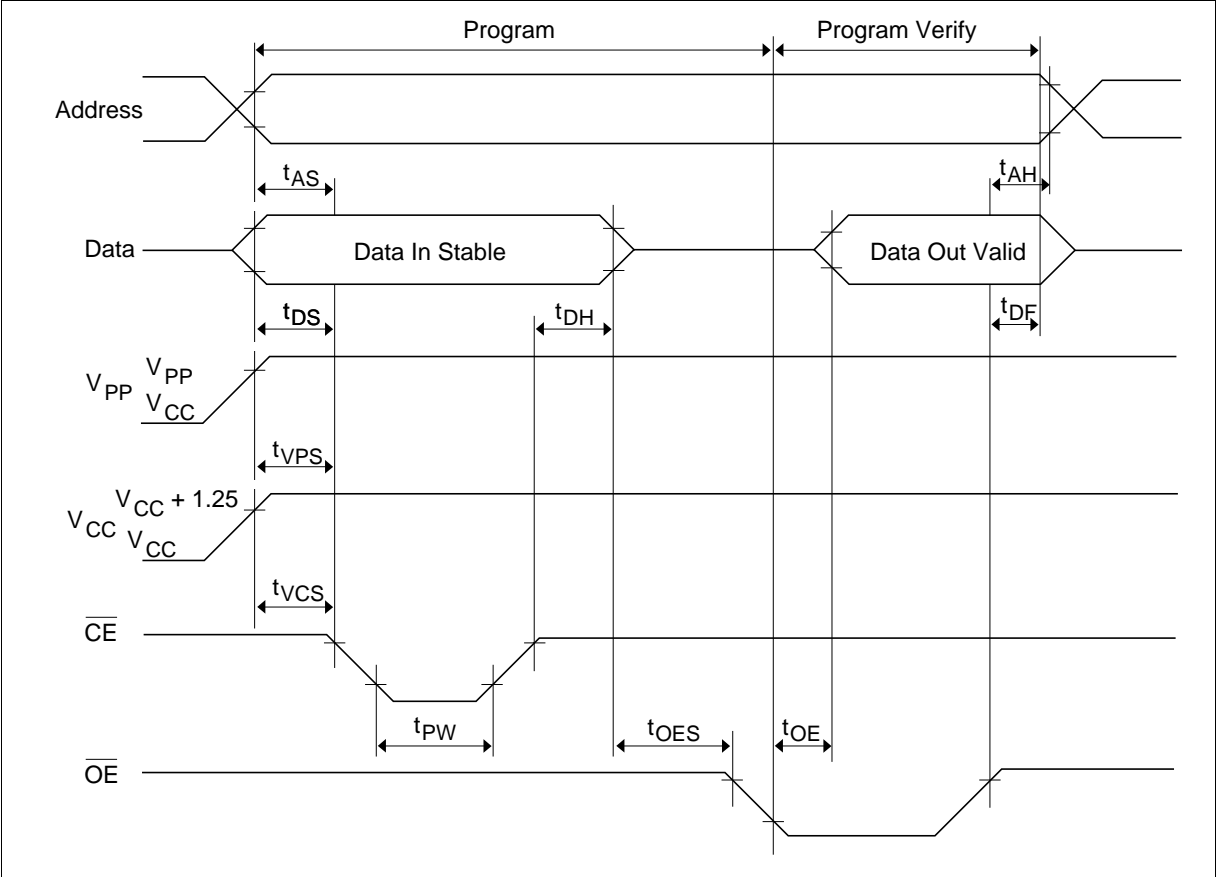 Program
Program Verify
Address
tAS
tAH
Data
Data In Stable
Data Out Valid
tDS
tDH
tDF
VPP
VPP
VCC
tVPS
VCC
VCC + 1.25
VCC
tVCS
CE
tPW
tOES
tOE
OE